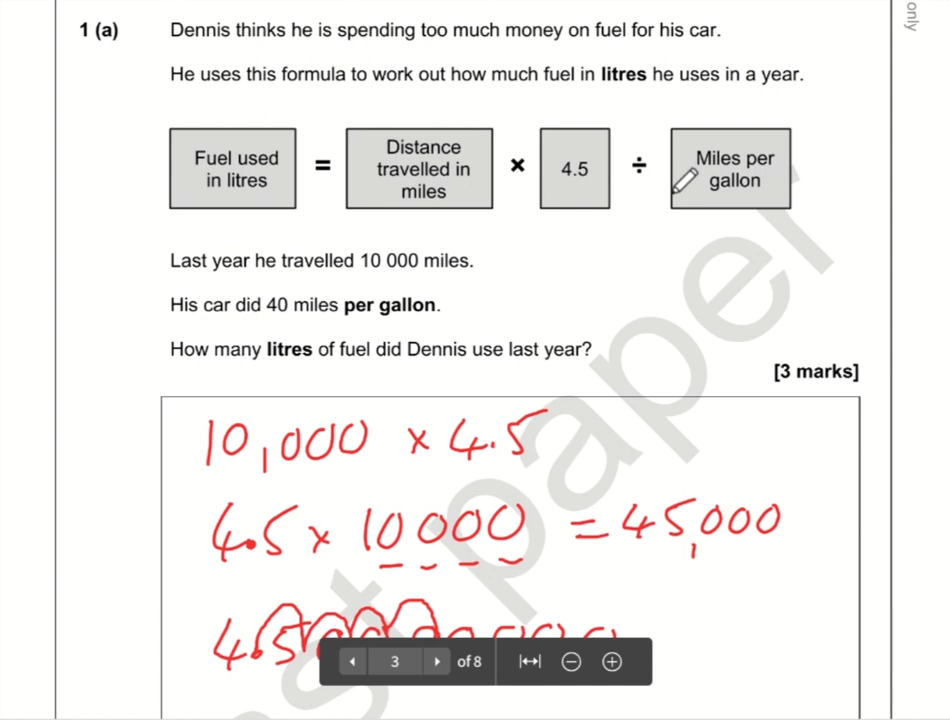 only
1 (a) Dennis thinks he is spending too much money on fuel for his car.
He uses this formula to work out how much fuel in litres he uses in a year.
Fuel used in litres = Distance travelled in miles × 4.5 ÷ Miles per gallon
Last year he travelled 10 000 miles.
His car did 40 miles per gallon.
How many litres of fuel did Dennis use last year?
[3 marks]
10,000 × 4.5
4.5 × 10000 = 45,000
3 of 8
past paper